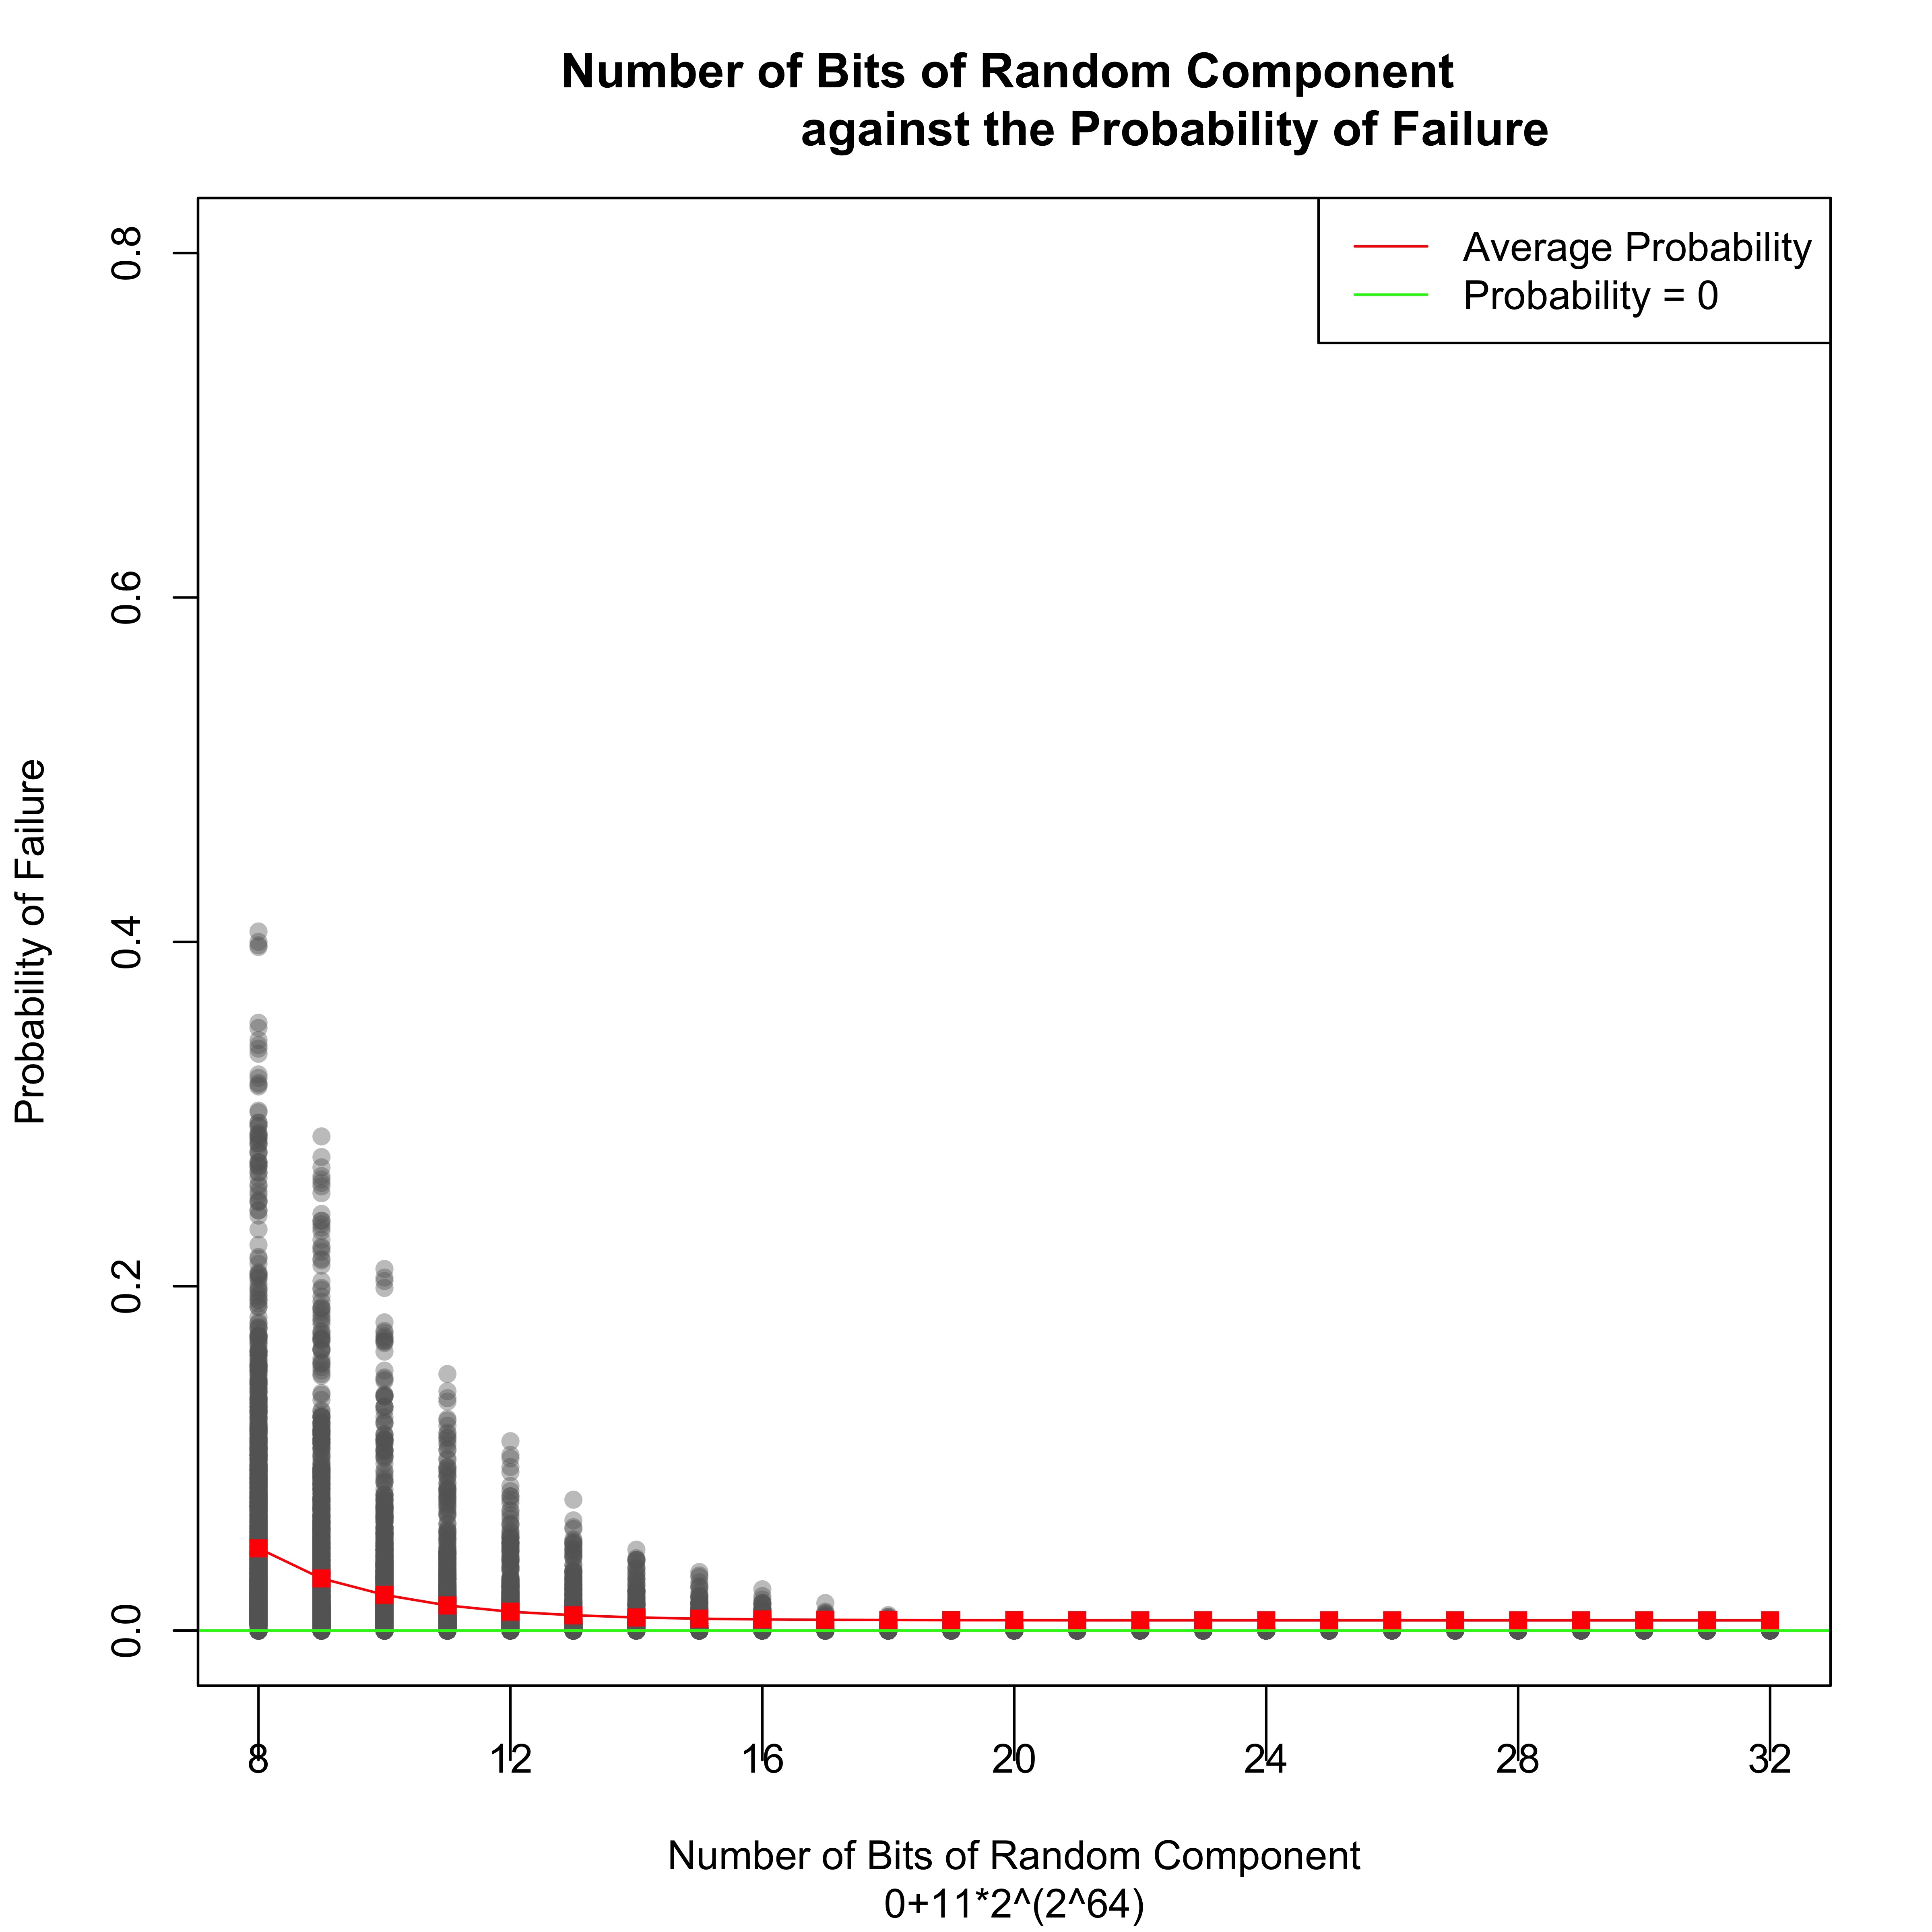 Number of Bits of Random Component
against the Probability of Failure
Average Probability
Probability = 0
0.8
0.6
0.4
0.2
0.0
Probability of Failure
8 12 16 20 24 28 32
Number of Bits of Random Component
0+11*2^(2^64)